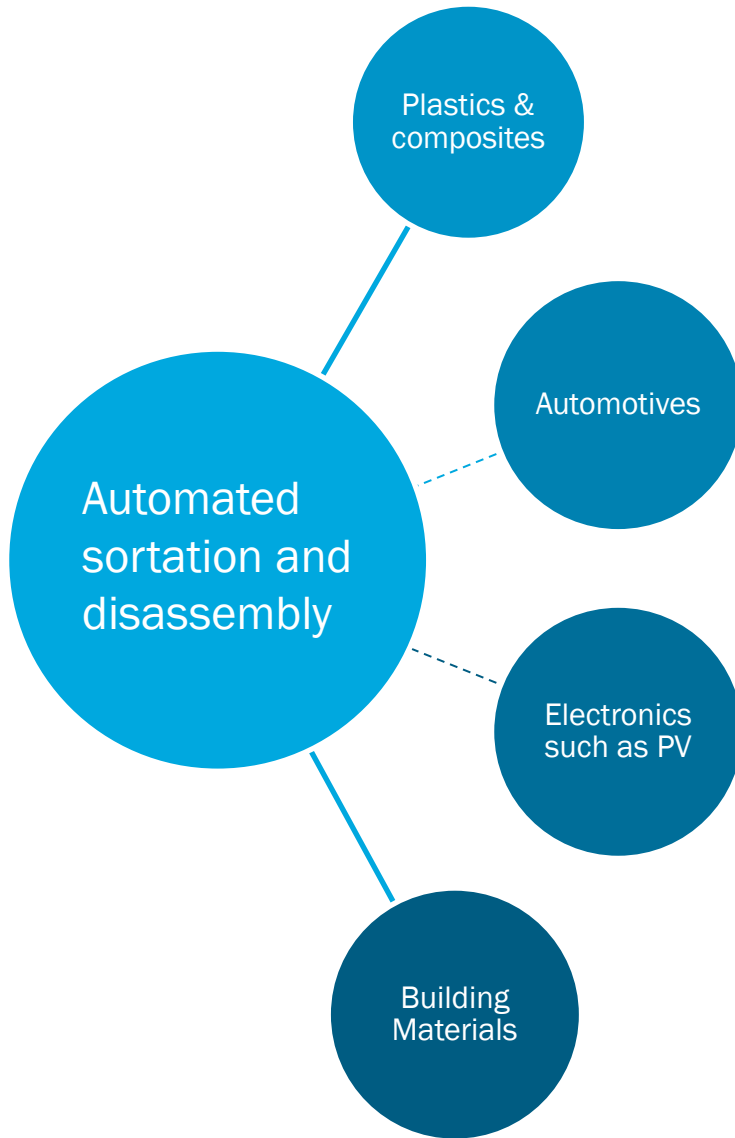 Plastics &
composites
Automotives
Automated
sortation and
disassembly
Electronics
such as PV
Building
Materials